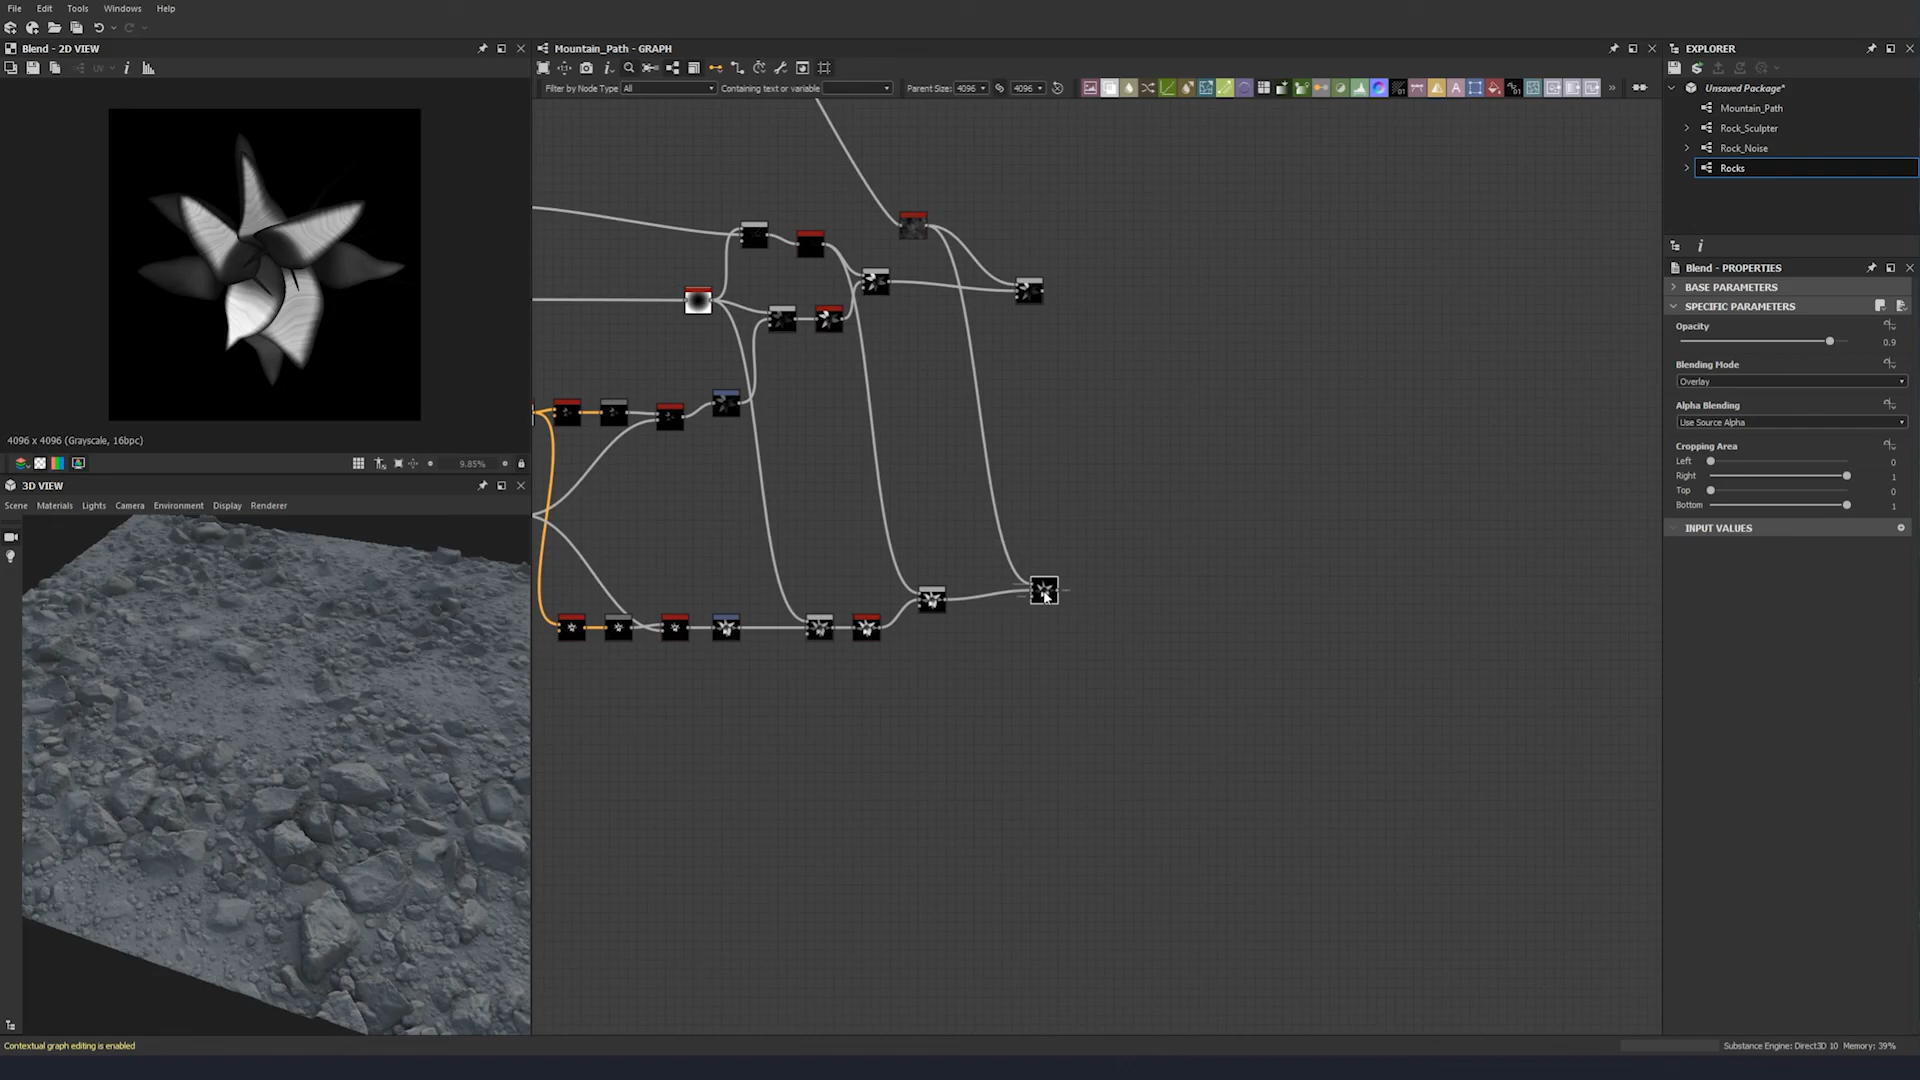 File Edit Tools Windows Help
Blend - 2D VIEW
UV
4096 x 4096 (Grayscale, 16bpc)
9.85%
3D VIEW
Scene Materials Lights Camera Environment Display Renderer
Contextual graph editing is enabled
Mountain_Path - GRAPH
Filter by Node Type All Containing text or variable Parent Size: 4096 4096
EXPLORER
Unsaved Package*
Mountain_Path
Rock_Sculpter
Rock_Noise
Rocks
Blend - PROPERTIES
BASE PARAMETERS
SPECIFIC PARAMETERS
Opacity
0.9
Blending Mode
Overlay
Alpha Blending
Use Source Alpha
Cropping Area
Left 0
Right 1
Top 0
Bottom 1
INPUT VALUES
Substance Engine: Direct3D 10 Memory: 39%